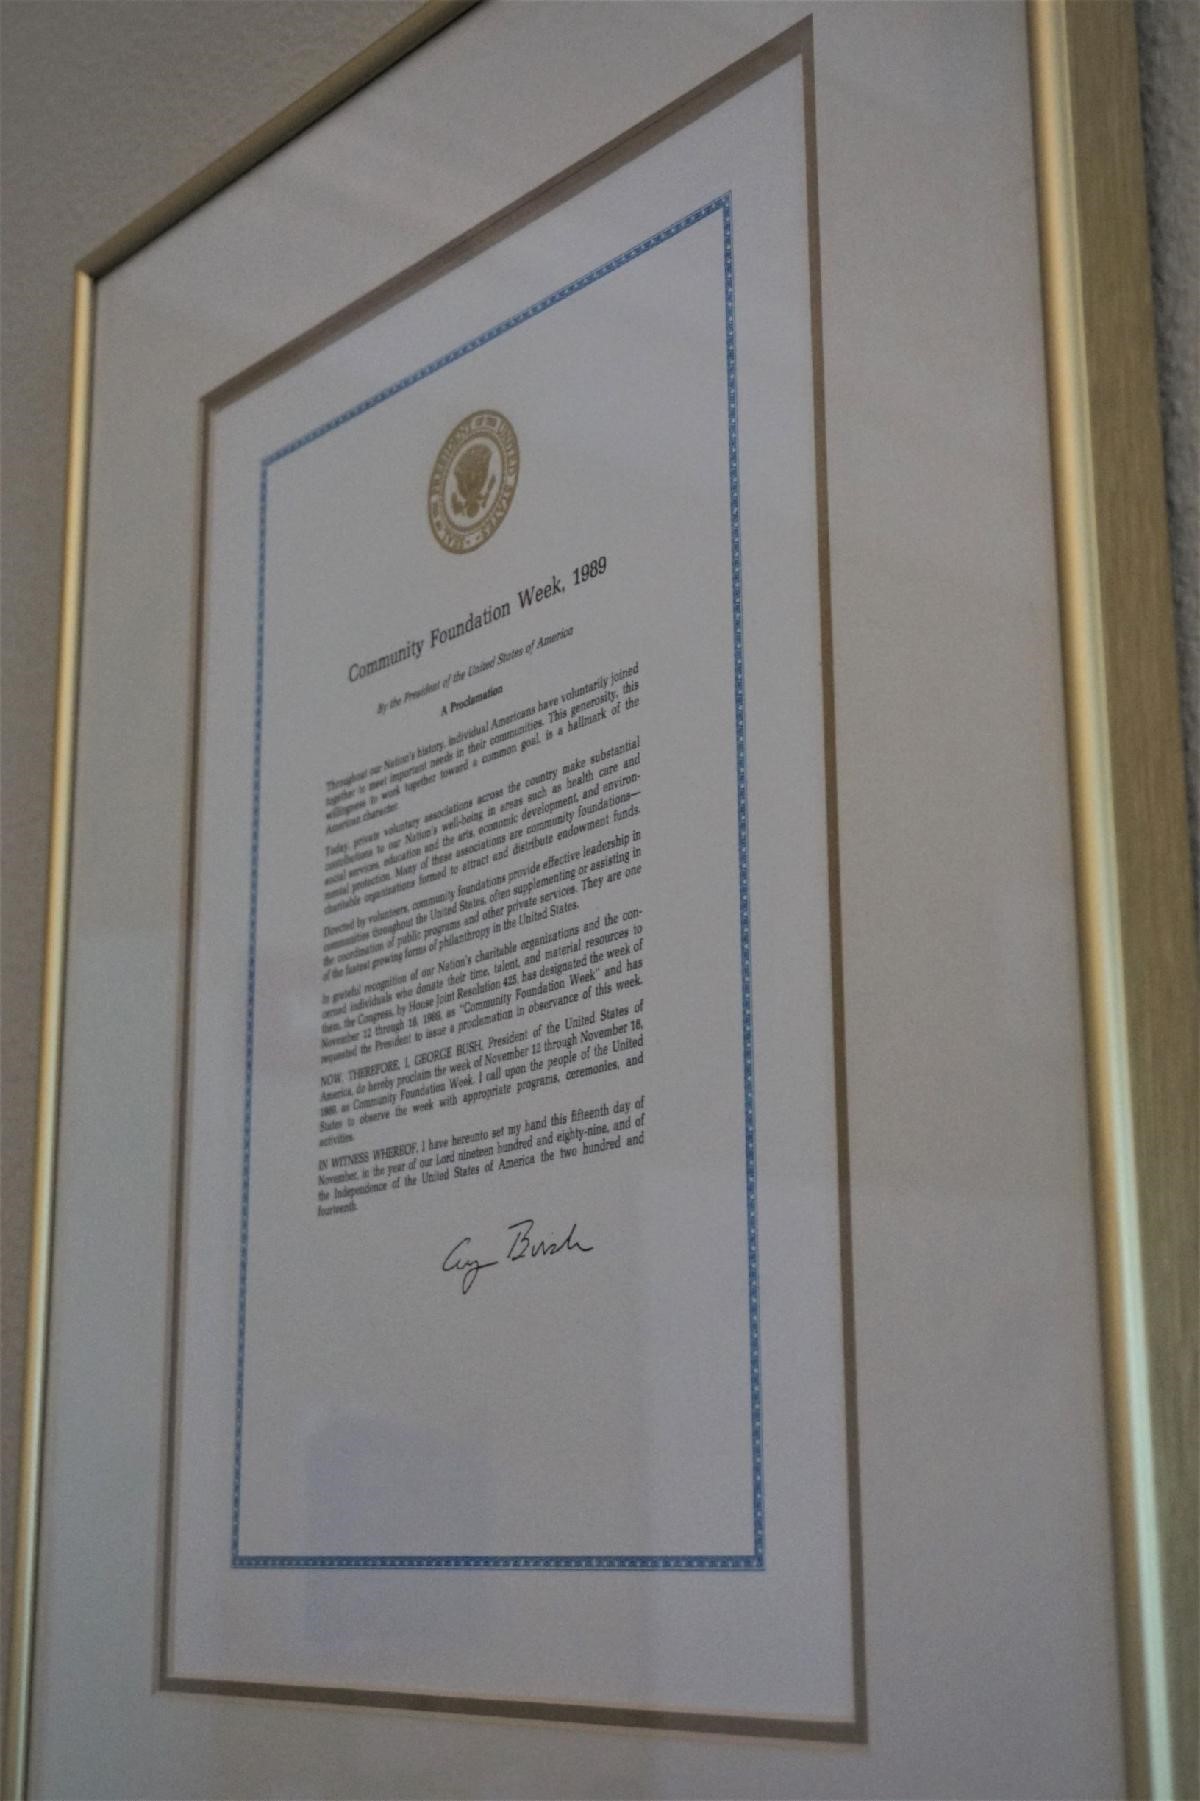 SEAL OF THE PRESIDENT OF THE UNITED STATES
Community Foundation Week, 1989
By the President of the United States of America
A Proclamation
Throughout our Nation's history, individual Americans have voluntarily joined
together to meet important needs in their communities. This generosity, this
willingness to work together toward a common goal, is a hallmark of the
American character.
Today, private voluntary associations across the country make substantial
contributions to our Nation's well-being in areas such as health care and
social services, education and the arts, economic development, and environ-
mental protection. Many of these associations are community foundations—
charitable organizations formed to attract and distribute endowment funds.
Directed by volunteers, community foundations provide effective leadership in
communities throughout the United States, often supplementing or assisting in
the coordination of public programs and other private services. They are one
of the fastest growing forms of philanthropy in the United States.
In grateful recognition of our Nation's charitable organizations and the con-
cerned individuals who donate their time, talent, and material resources to
them, the Congress, by House Joint Resolution 425, has designated the week of
November 12 through 18, 1989, as "Community Foundation Week" and has
requested the President to issue a proclamation in observance of this week.
NOW, THEREFORE, I, GEORGE BUSH, President of the United States of
America, do hereby proclaim the week of November 12 through November 18,
1989, as Community Foundation Week. I call upon the people of the United
States to observe the week with appropriate programs, ceremonies, and
activities.
IN WITNESS WHEREOF, I have hereunto set my hand this fifteenth day of
November, in the year of our Lord nineteen hundred and eighty-nine, and of
the Independence of the United States of America the two hundred and
fourteenth.
Bush